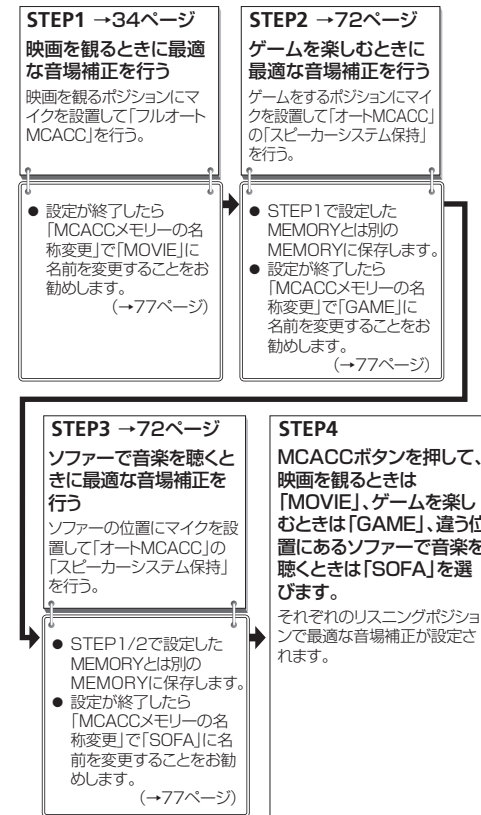 STEP1 →34ページ
映画を観るときに最適
な音場補正を行う
映画を観るポジションにマ
イクを設置して「フルオート
MCACC」を行う。
● 設定が終了したら
「MCACCメモリーの名
称変更」で「MOVIE」に
名前を変更することをお
勧めします。
(→77ページ)
STEP2 →72ページ
ゲームを楽しむときに
最適な音場補正を行う
ゲームをするポジションにマイ
クを設置して「オートMCACC」
の「スピーカーシステム保持」
を行う。
● STEP1で設定した
MEMORYとは別の
MEMORYに保存します。
● 設定が終了したら
「MCACCメモリーの名
称変更」で「GAME」に
名前を変更することをお
勧めします。
(→77ページ)
STEP3 →72ページ
ソファーで音楽を聴くと
きに最適な音場補正を
行う
ソファーの位置にマイクを設
置して「オートMCACC」の
「スピーカーシステム保持」
を行う。
● STEP1/2で設定した
MEMORYとは別の
MEMORYに保存します。
● 設定が終了したら
「MCACCメモリーの名
称変更」で「SOFA」に名
前を変更することをお勧
めします。
(→77ページ)
STEP4
MCACCボタンを押して、
映画を観るときは
「MOVIE」、ゲームを楽し
むときは「GAME」、違う位
置にあるソファーで音楽を
聴くときは「SOFA」を選
びます。
それぞれのリスニングポジショ
ンで最適な音場補正が設定さ
れます。